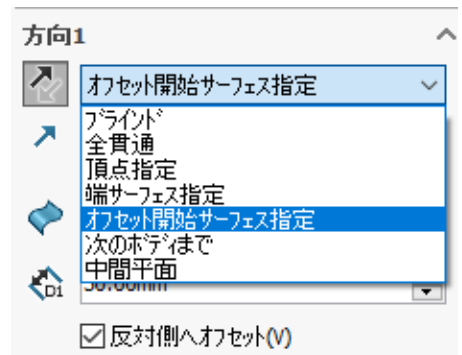 方向1
オフセット開始サーフェス指定
ブラインド
全貫通
頂点指定
端サーフェス指定
オフセット開始サーフェス指定
次のボディまで
中間平面
D1
反対側へオフセット(V)